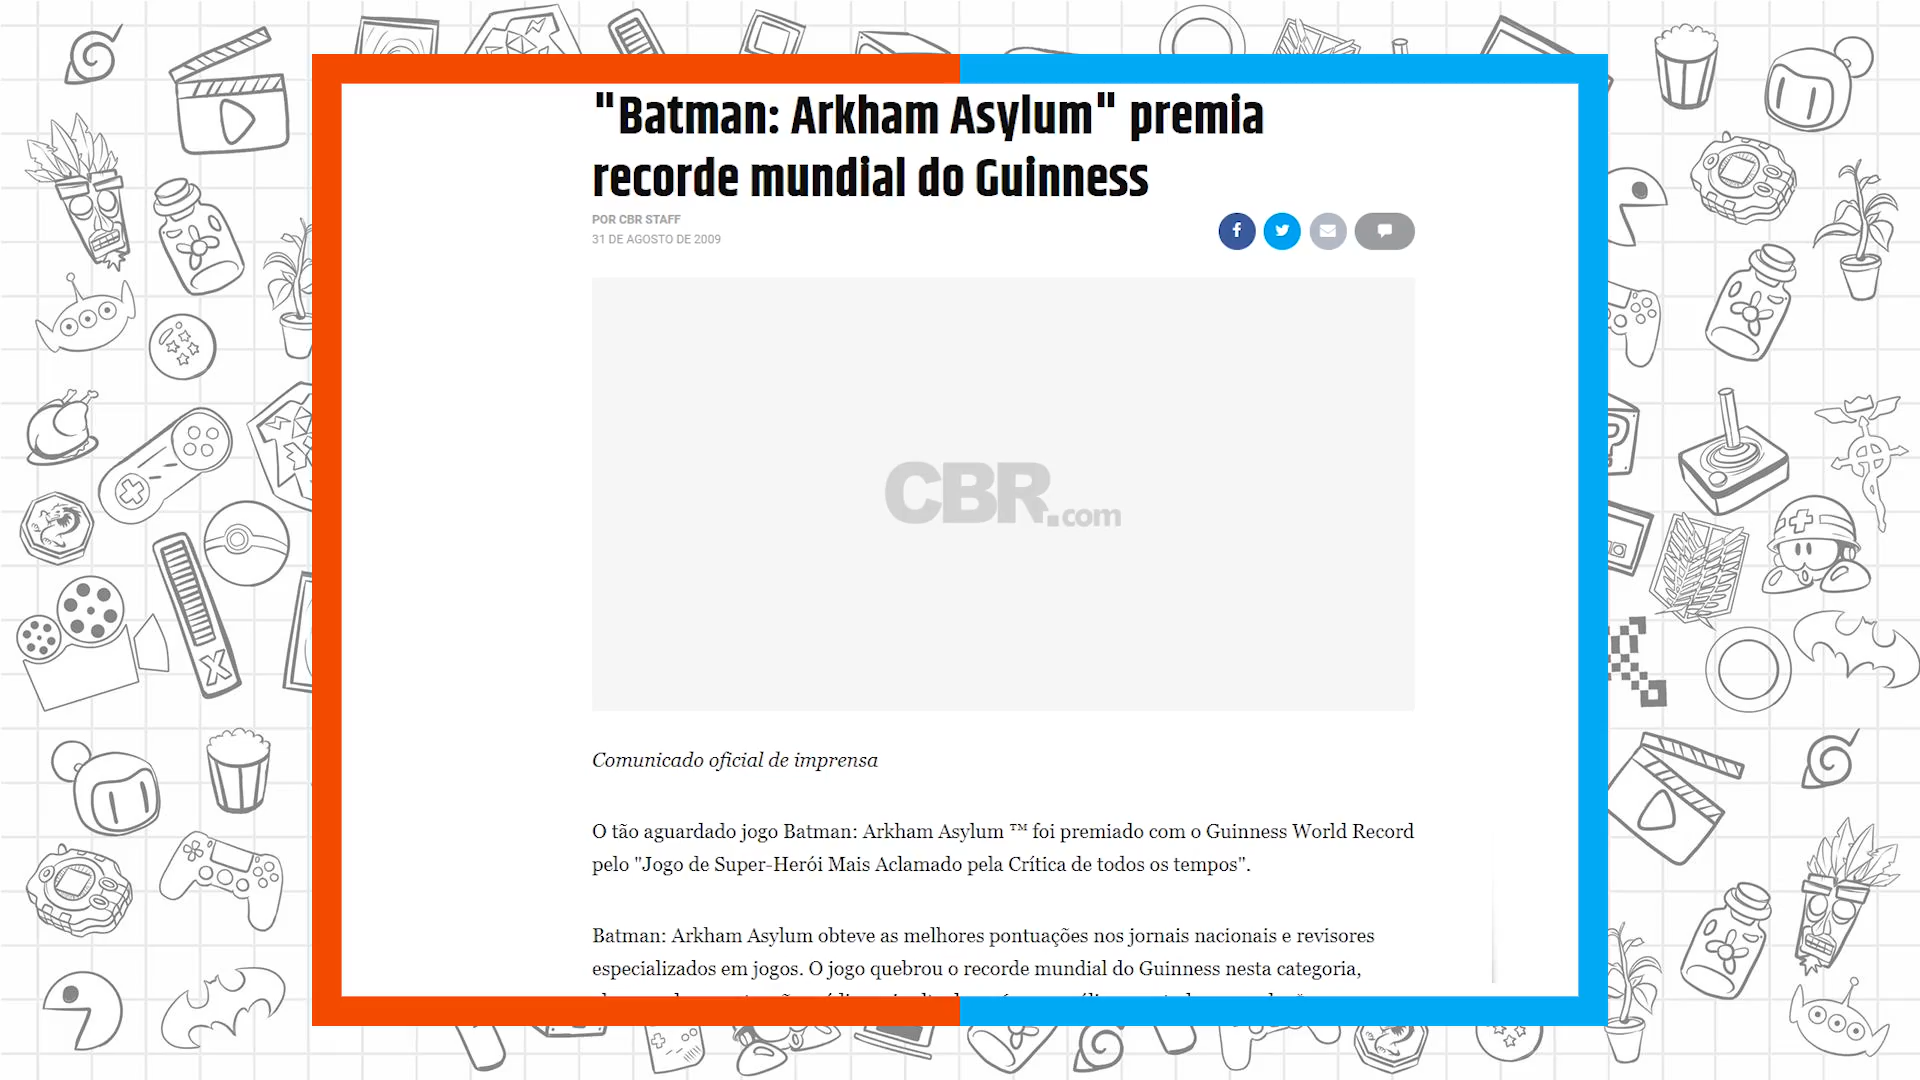 "Batman: Arkham Asylum" premia
recorde mundial do Guinness
POR CBR STAFF
31 DE AGOSTO DE 2009
CBR.com
Comunicado oficial de imprensa
O tão aguardado jogo Batman: Arkham Asylum ™ foi premiado com o Guinness World Record
pelo "Jogo de Super-Herói Mais Aclamado pela Crítica de todos os tempos".
Batman: Arkham Asylum obteve as melhores pontuações nos jornais nacionais e revisores
especializados em jogos. O jogo quebrou o recorde mundial do Guinness nesta categoria,